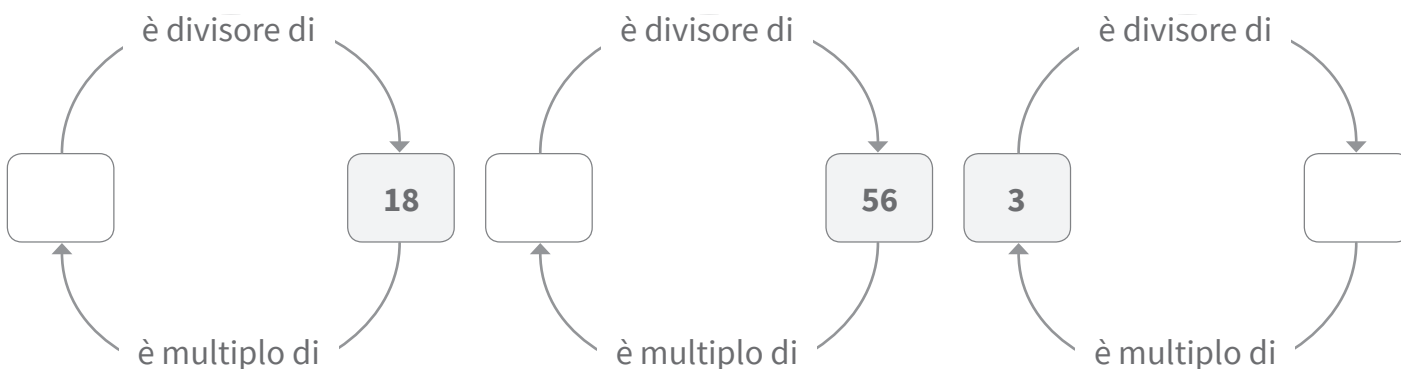 è divisore di è divisore di è divisore di
18 56 3
è multiplo di è multiplo di è multiplo di